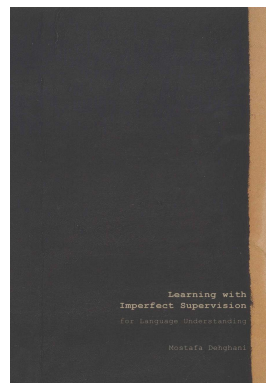 Learning with
Imperfect Supervision
for Language Understanding
Mostafa Dehghani